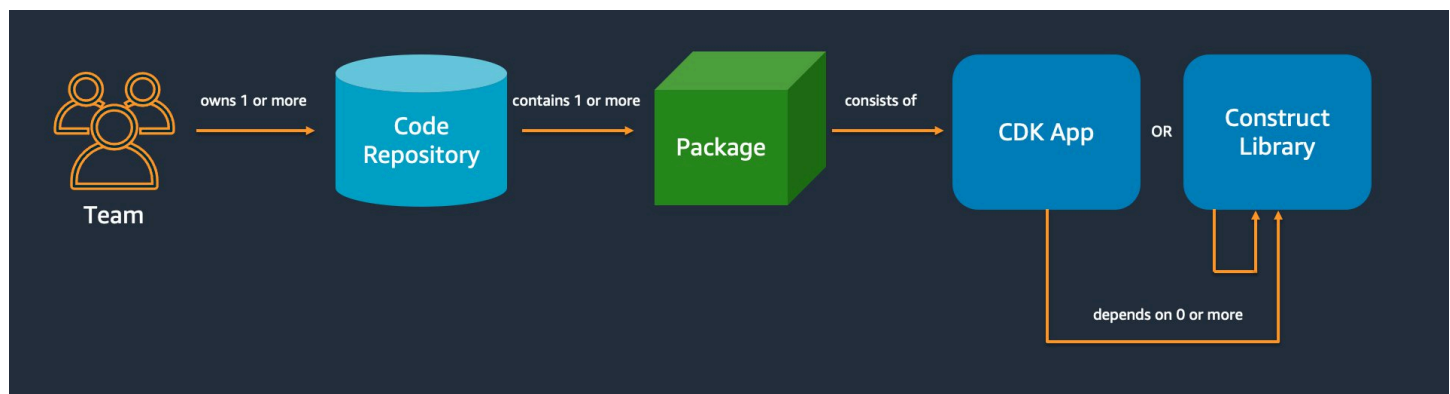 owns 1 or more
contains 1 or more
consists of
Code
Repository
Package
CDK App
OR
Construct
Library
Team
depends on 0 or more